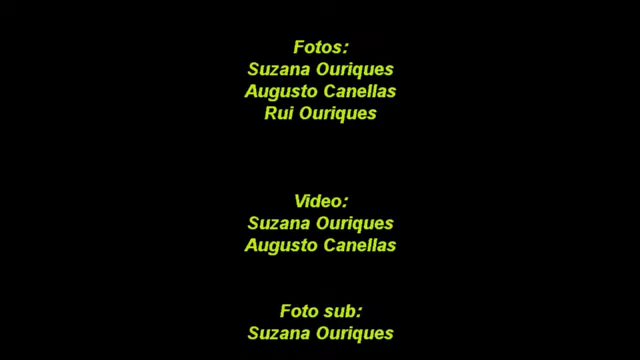 Fotos:
Suzana Ouriques
Augusto Canellas
Rui Ouriques
Video:
Suzana Ouriques
Augusto Canellas
Foto sub:
Suzana Ouriques